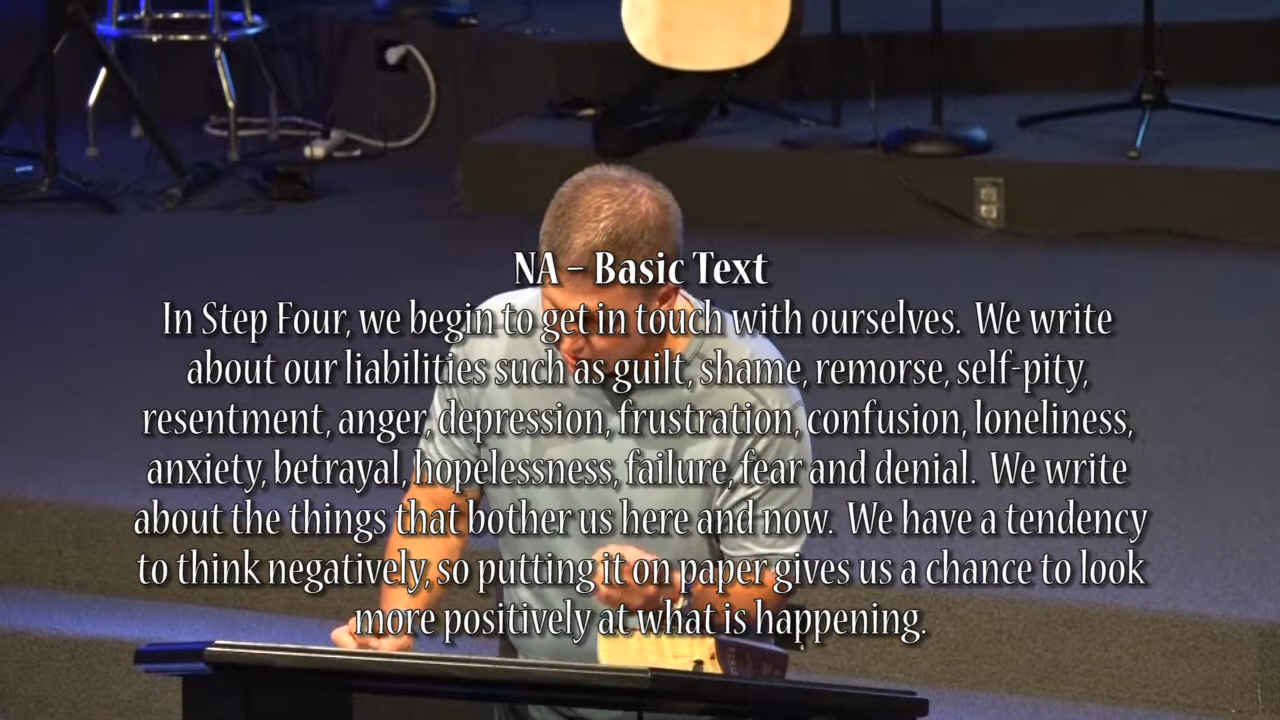 NA – Basic Text
In Step Four, we begin to get in touch with ourselves.  We write
about our liabilities such as guilt, shame, remorse, self-pity,
resentment, anger, depression, frustration, confusion, loneliness,
anxiety, betrayal, hopelessness, failure, fear and denial.  We write
about the things that bother us here and now.  We have a tendency
to think negatively, so putting it on paper gives us a chance to look
more positively at what is happening.